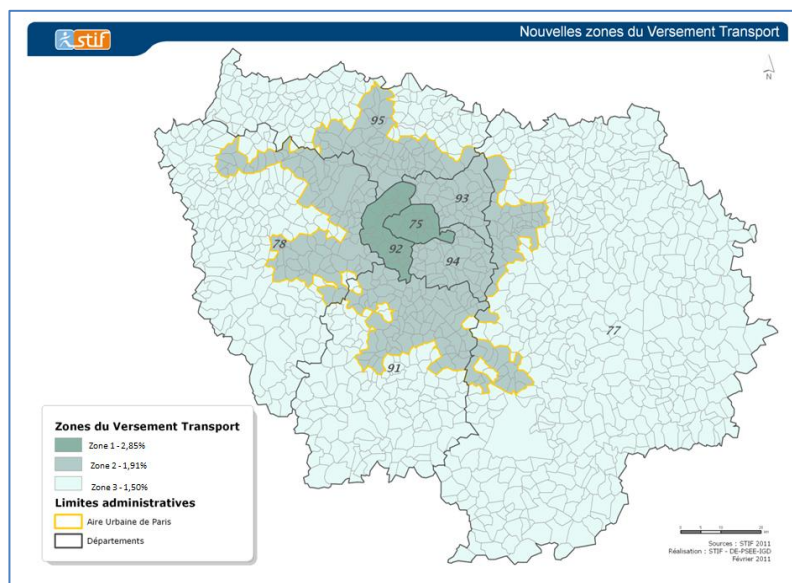 stif
Nouvelles zones du Versement Transport
N
95
93
75
92
94
78
77
91
Zones du Versement Transport
Zone 1 - 2,85%
Zone 2 - 1,91%
Zone 3 - 1,50%
Limites administratives
Aire Urbaine de Paris
Départements
Sources : STIF 2011
Réalisation : STIF - DE-PSEE-IGD
Février 2011